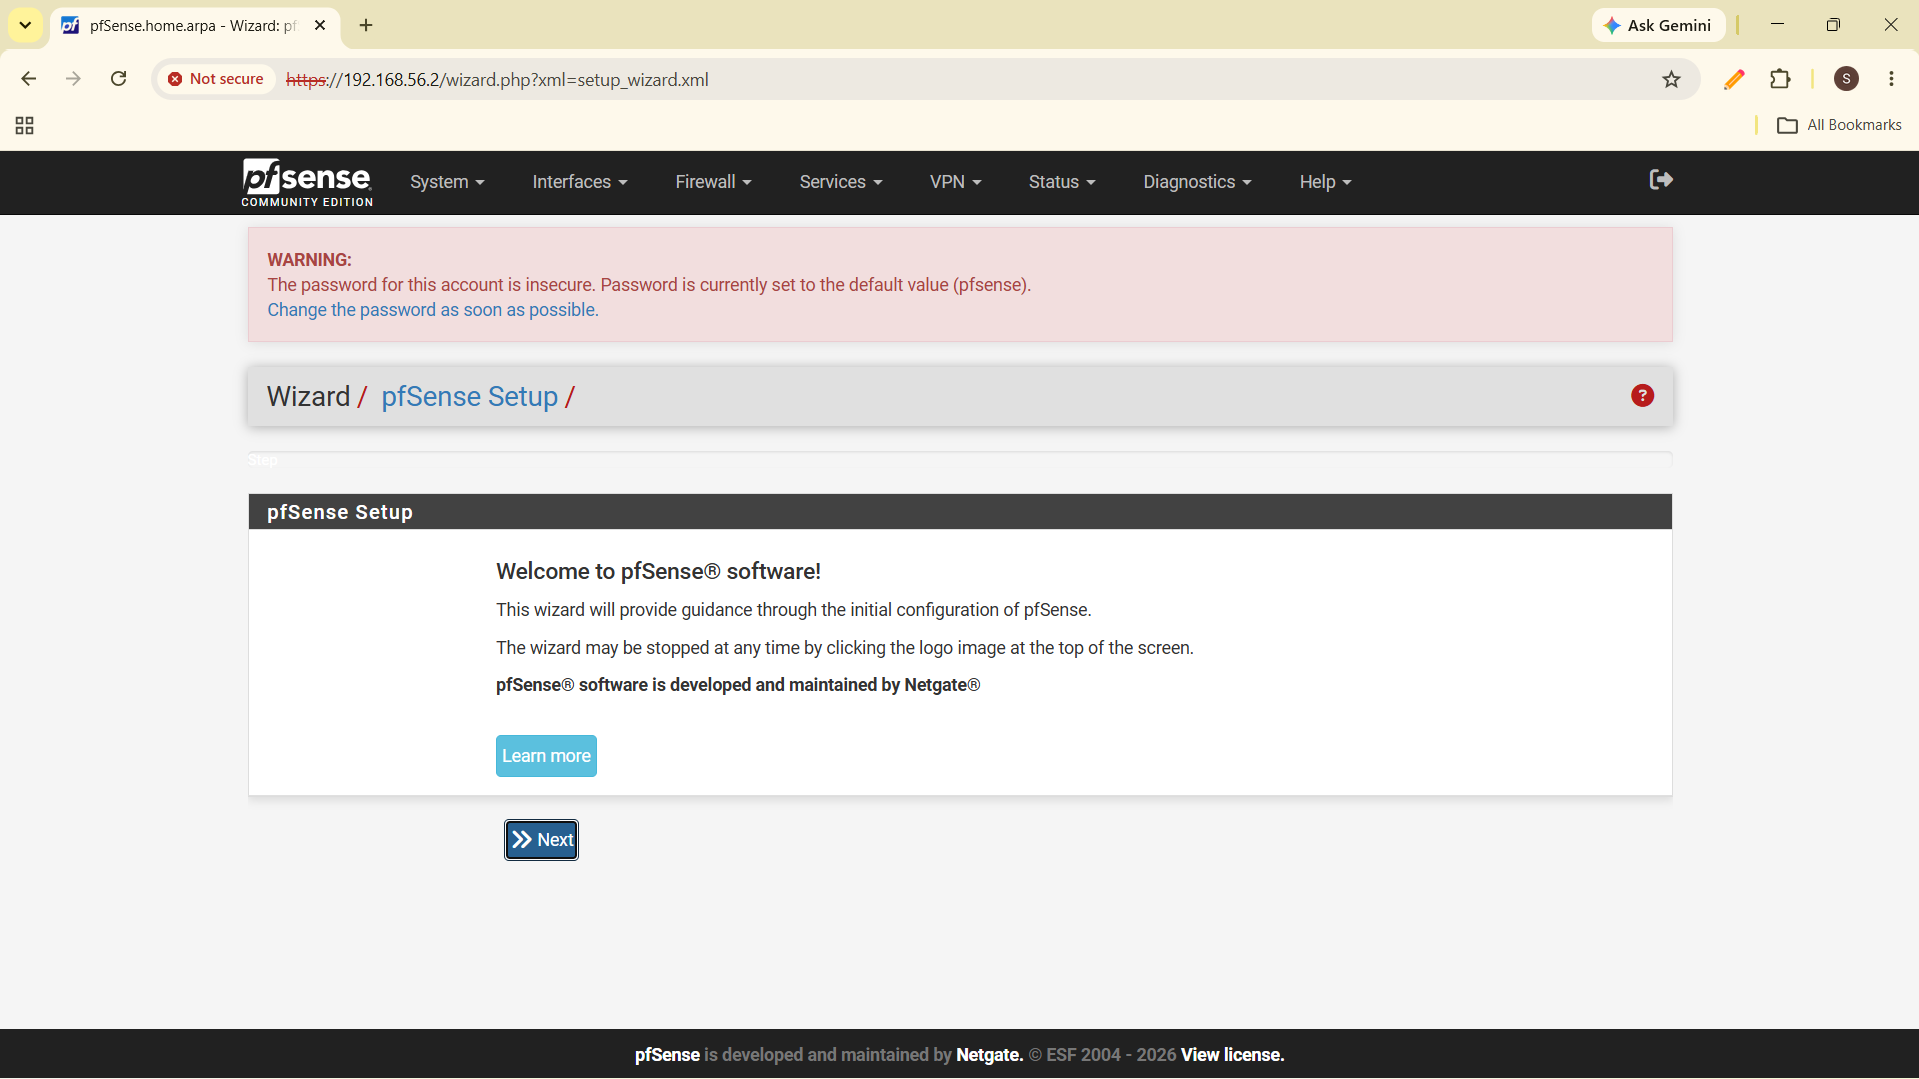 pfSense.home.arpa - Wizard: pf
Ask Gemini
Not secure
https://192.168.56.2/wizard.php?xml=setup_wizard.xml
S
All Bookmarks
pfsense
COMMUNITY EDITION
System
Interfaces
Firewall
Services
VPN
Status
Diagnostics
Help
WARNING:
The password for this account is insecure. Password is currently set to the default value (pfsense).
Change the password as soon as possible.
Wizard / pfSense Setup /
?
Step
pfSense Setup
Welcome to pfSense® software!
This wizard will provide guidance through the initial configuration of pfSense.
The wizard may be stopped at any time by clicking the logo image at the top of the screen.
pfSense® software is developed and maintained by Netgate®
Learn more
Next
pfSense is developed and maintained by Netgate. © ESF 2004 - 2026 View license.